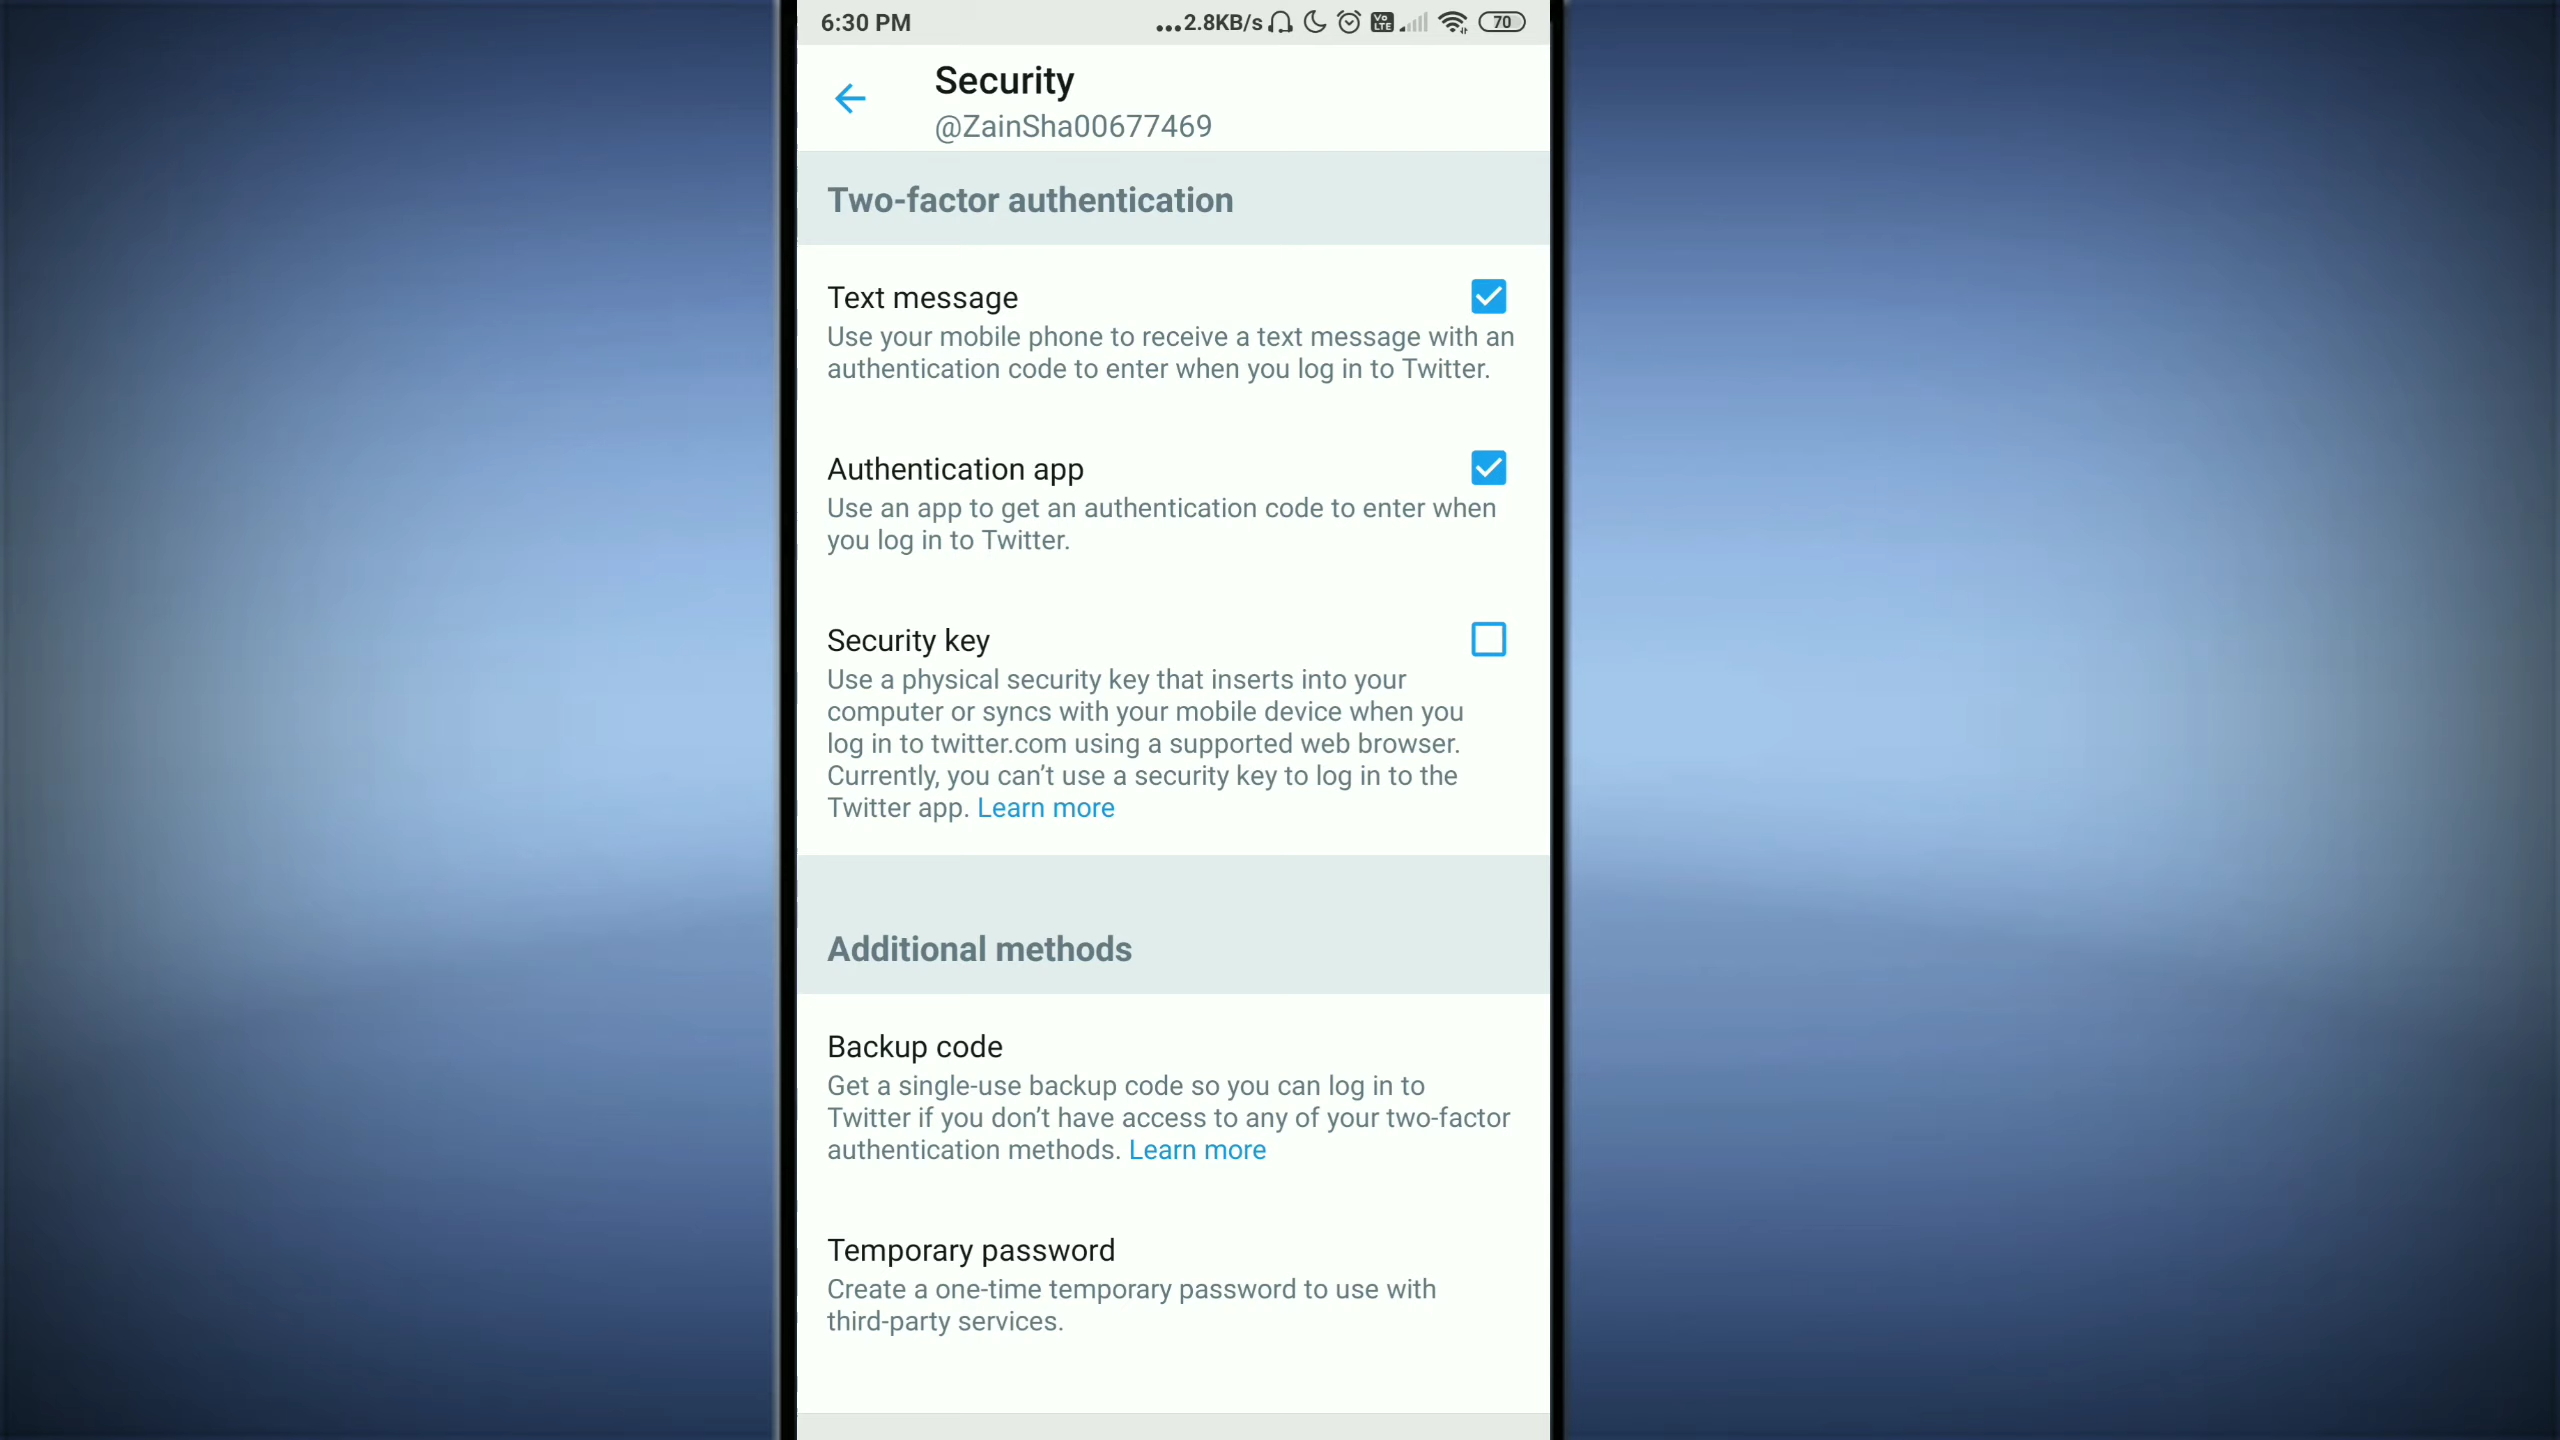 6:30 PM
...2.8KB/s
Vo
LTE
70
Security
@ZainSha00677469
Two-factor authentication
Text message
Use your mobile phone to receive a text message with an
authentication code to enter when you log in to Twitter.
Authentication app
Use an app to get an authentication code to enter when
you log in to Twitter.
Security key
Use a physical security key that inserts into your
computer or syncs with your mobile device when you
log in to twitter.com using a supported web browser.
Currently, you can’t use a security key to log in to the
Twitter app. Learn more
Additional methods
Backup code
Get a single-use backup code so you can log in to
Twitter if you don’t have access to any of your two-factor
authentication methods. Learn more
Temporary password
Create a one-time temporary password to use with
third-party services.